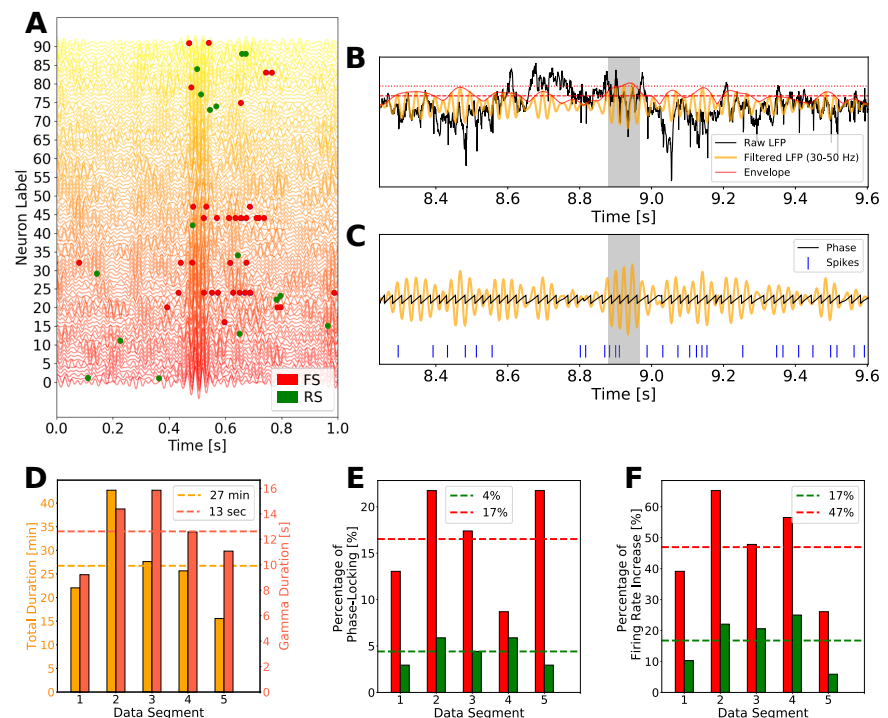 A
Neuron Label
90
85
80
75
70
65
60
55
50
45
40
35
30
25
20
15
10
5
0
FS
RS
0.0 0.2 0.4 0.6 0.8 1.0
Time [s]
B
Raw LFP
Filtered LFP (30-50 Hz)
Envelope
8.4 8.6 8.8 9.0 9.2 9.4 9.6
Time [s]
C
Phase
Spikes
8.4 8.6 8.8 9.0 9.2 9.4 9.6
Time [s]
D
Total Duration [min]
40
35
30
25
20
15
10
5
0
27 min
13 sec
16
14
12
10
8
6
4
2
0
Gamma Duration [s]
1 2 3 4 5
Data Segment
E
Percentage of
Phase-Locking [%]
20
15
10
5
0
4%
17%
1 2 3 4 5
Data Segment
F
Percentage of
Firing Rate Increase [%]
60
50
40
30
20
10
0
17%
47%
1 2 3 4 5
Data Segment